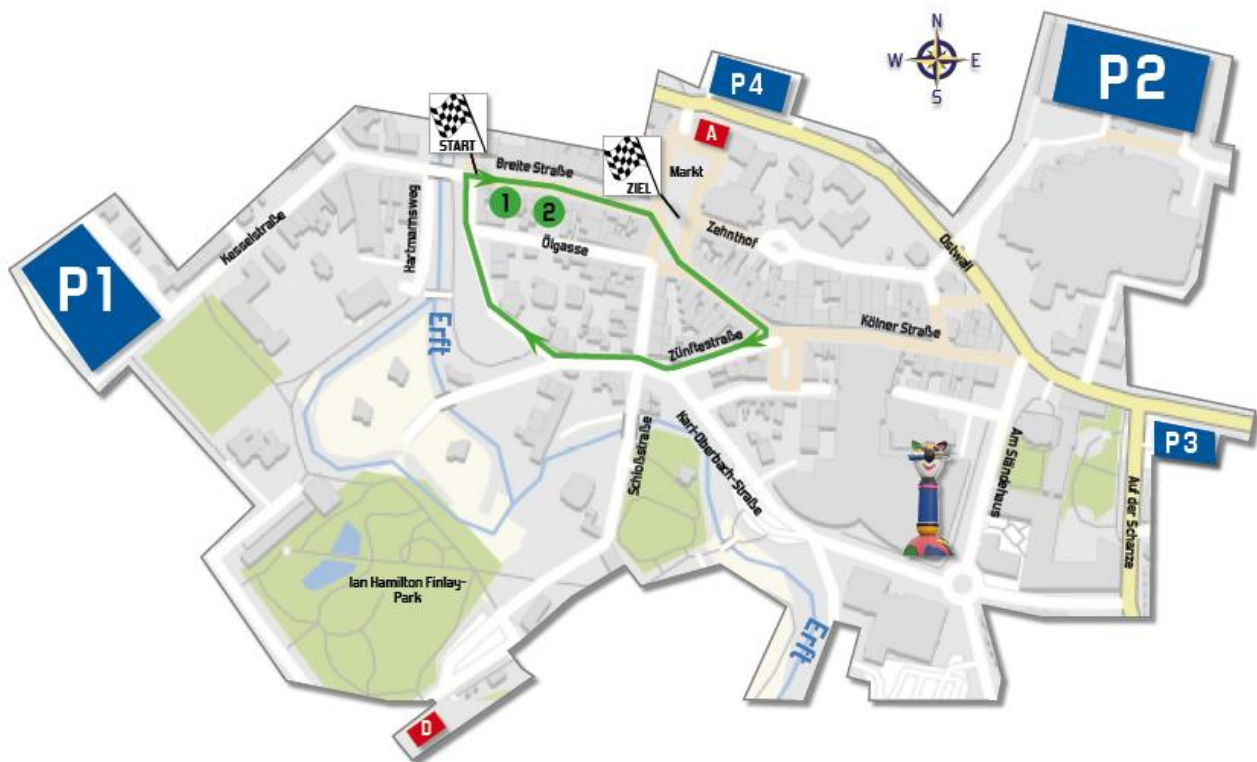 N
W E
S
P4
P2
A
START
Breite Straße
ZIEL
Markt
1
2
Zehnthof
Ölgasse
Hartmannsweg
Kesselstraße
Ostwall
P1
Erft
Kölner Straße
Zünftestraße
P3
Schloßstraße
Karl-Oberbach-Straße
Am Ständehaus
Auf der Schanze
Ian Hamilton Finlay-
Park
Erft
D